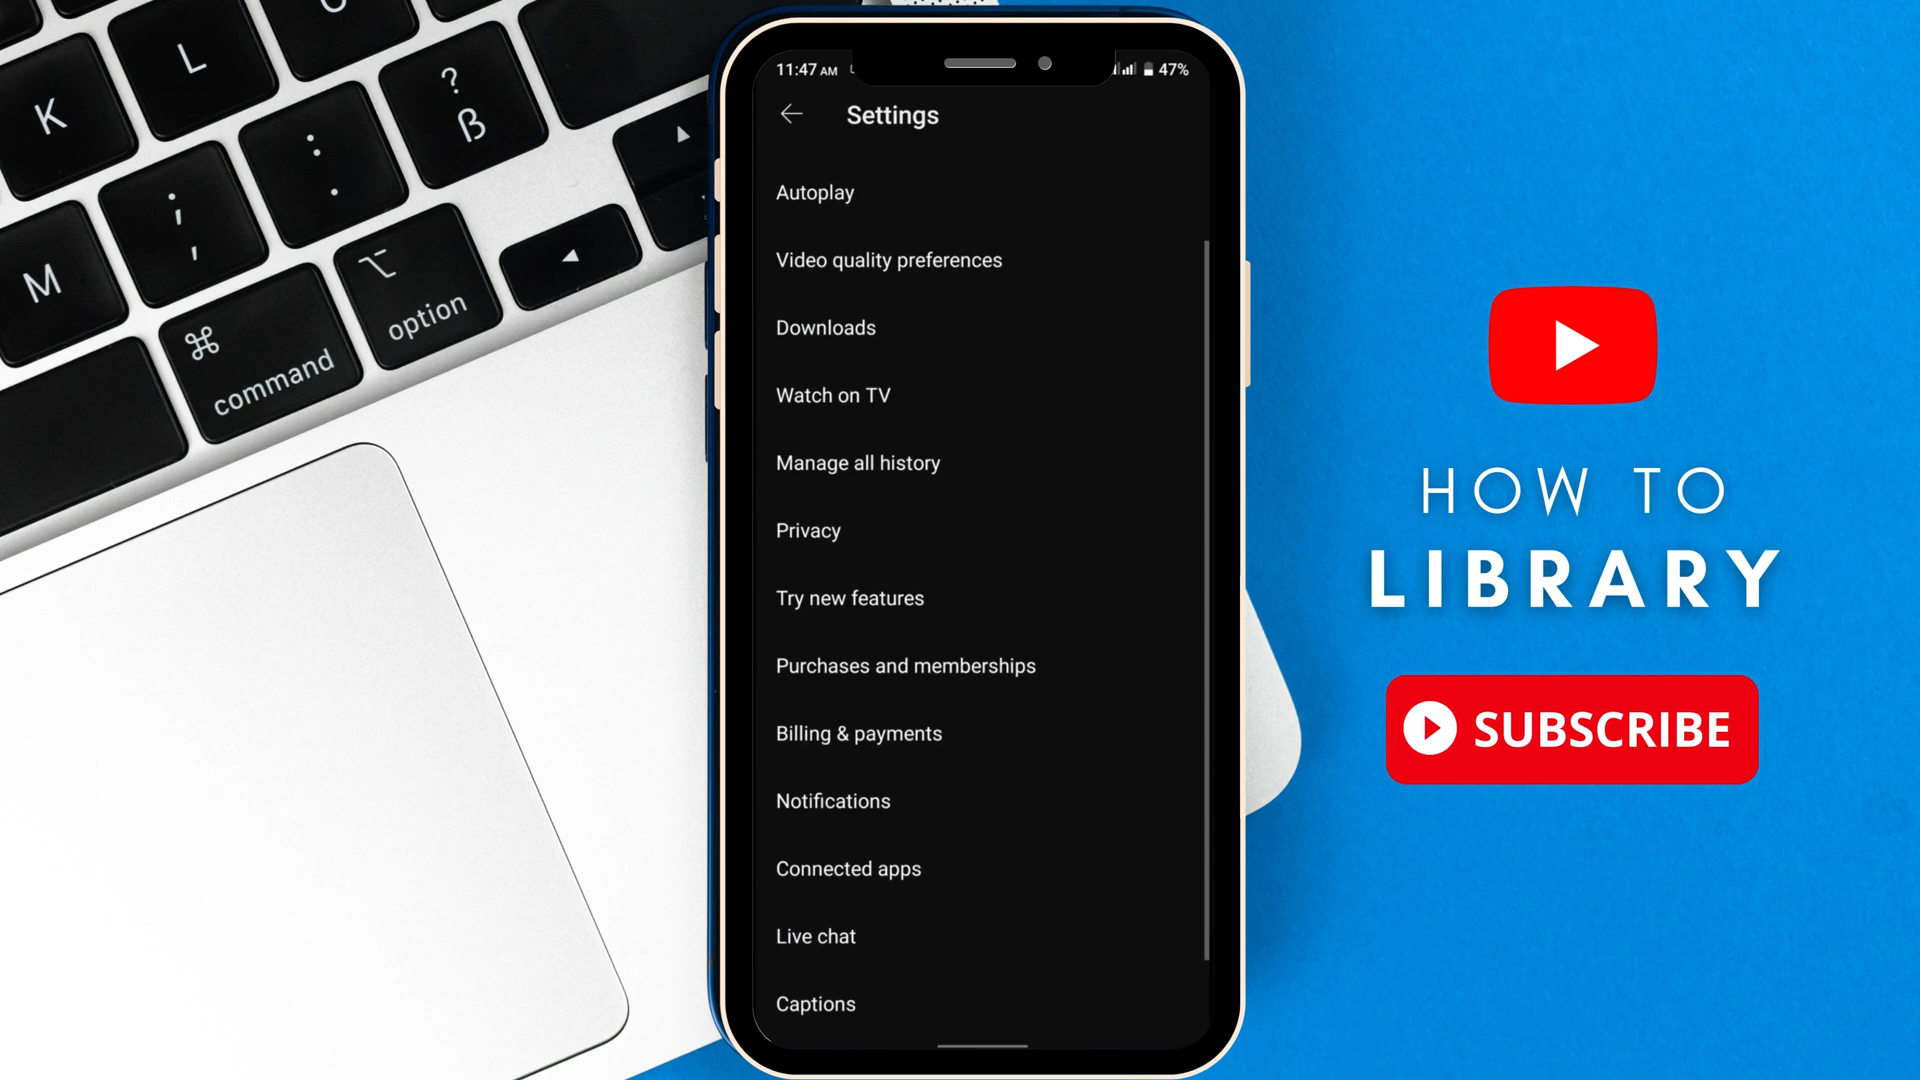 K
L
?
ß
:
.
M
;
,
⌘
command
⌥
option
▲
◄
11:47 AM
47%
←
Settings
Autoplay
Video quality preferences
Downloads
Watch on TV
Manage all history
Privacy
Try new features
Purchases and memberships
Billing & payments
Notifications
Connected apps
Live chat
Captions
HOW TO
LIBRARY
SUBSCRIBE